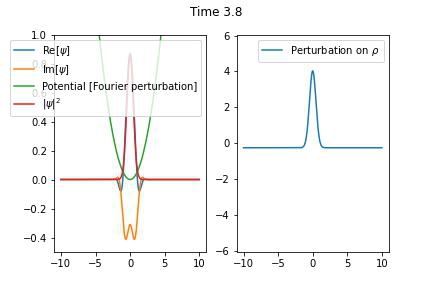 Time 3.8
Re[ψ]
Im[ψ]
Potential [Fourier perturbation]
|ψ|²
1.0
0.8
0.6
0.4
0.2
0.0
−0.2
−0.4
−10 −5 0 5 10
Perturbation on ρ
6
4
2
0
−2
−4
−6
−10 −5 0 5 10